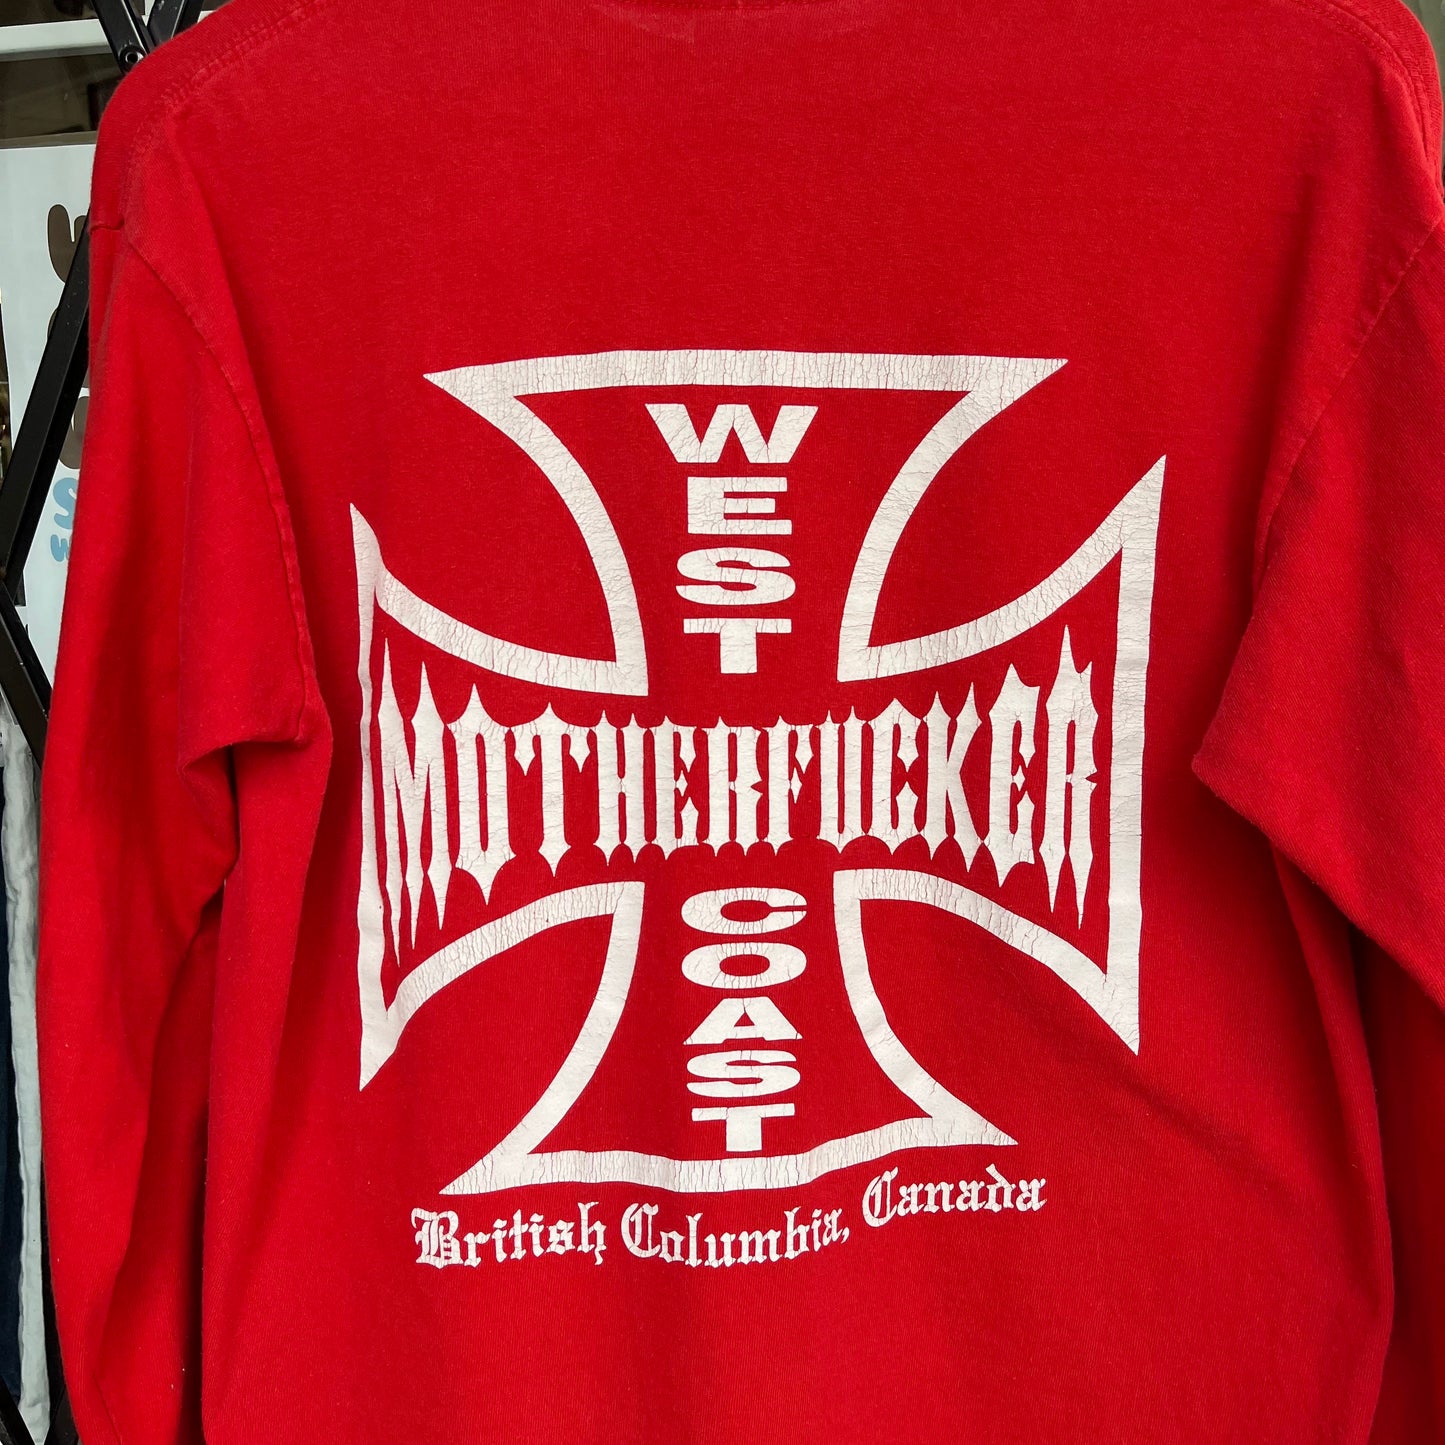 WEST
MOTHERFUCKER
COAST
British Columbia, Canada